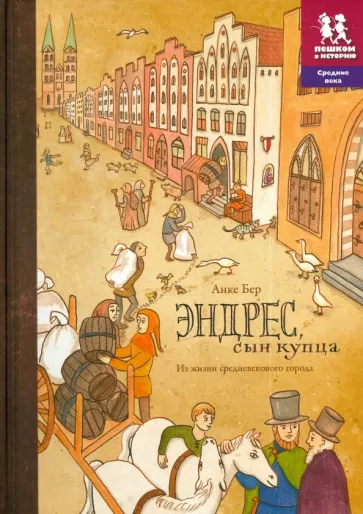 ПЕШКОМ
В ИСТОРИЮ
Средние
века
Анке Бер
ЭНДРЕС,
сын купца
Из жизни средневекового города